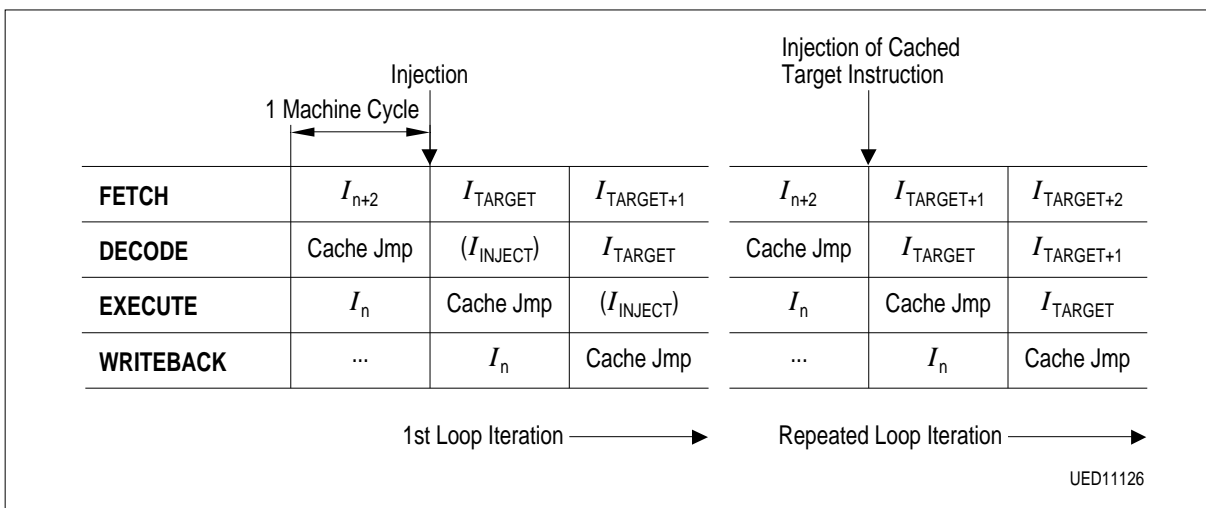 Injection of Cached
Target Instruction
Injection
1 Machine Cycle
FETCH I n+2 I TARGET I TARGET+1 I n+2 I TARGET+1 I TARGET+2
DECODE Cache Jmp (I INJECT) I TARGET Cache Jmp I TARGET I TARGET+1
EXECUTE I n Cache Jmp (I INJECT) I n Cache Jmp I TARGET
WRITEBACK ... I n Cache Jmp ... I n Cache Jmp
1st Loop Iteration Repeated Loop Iteration
UED11126